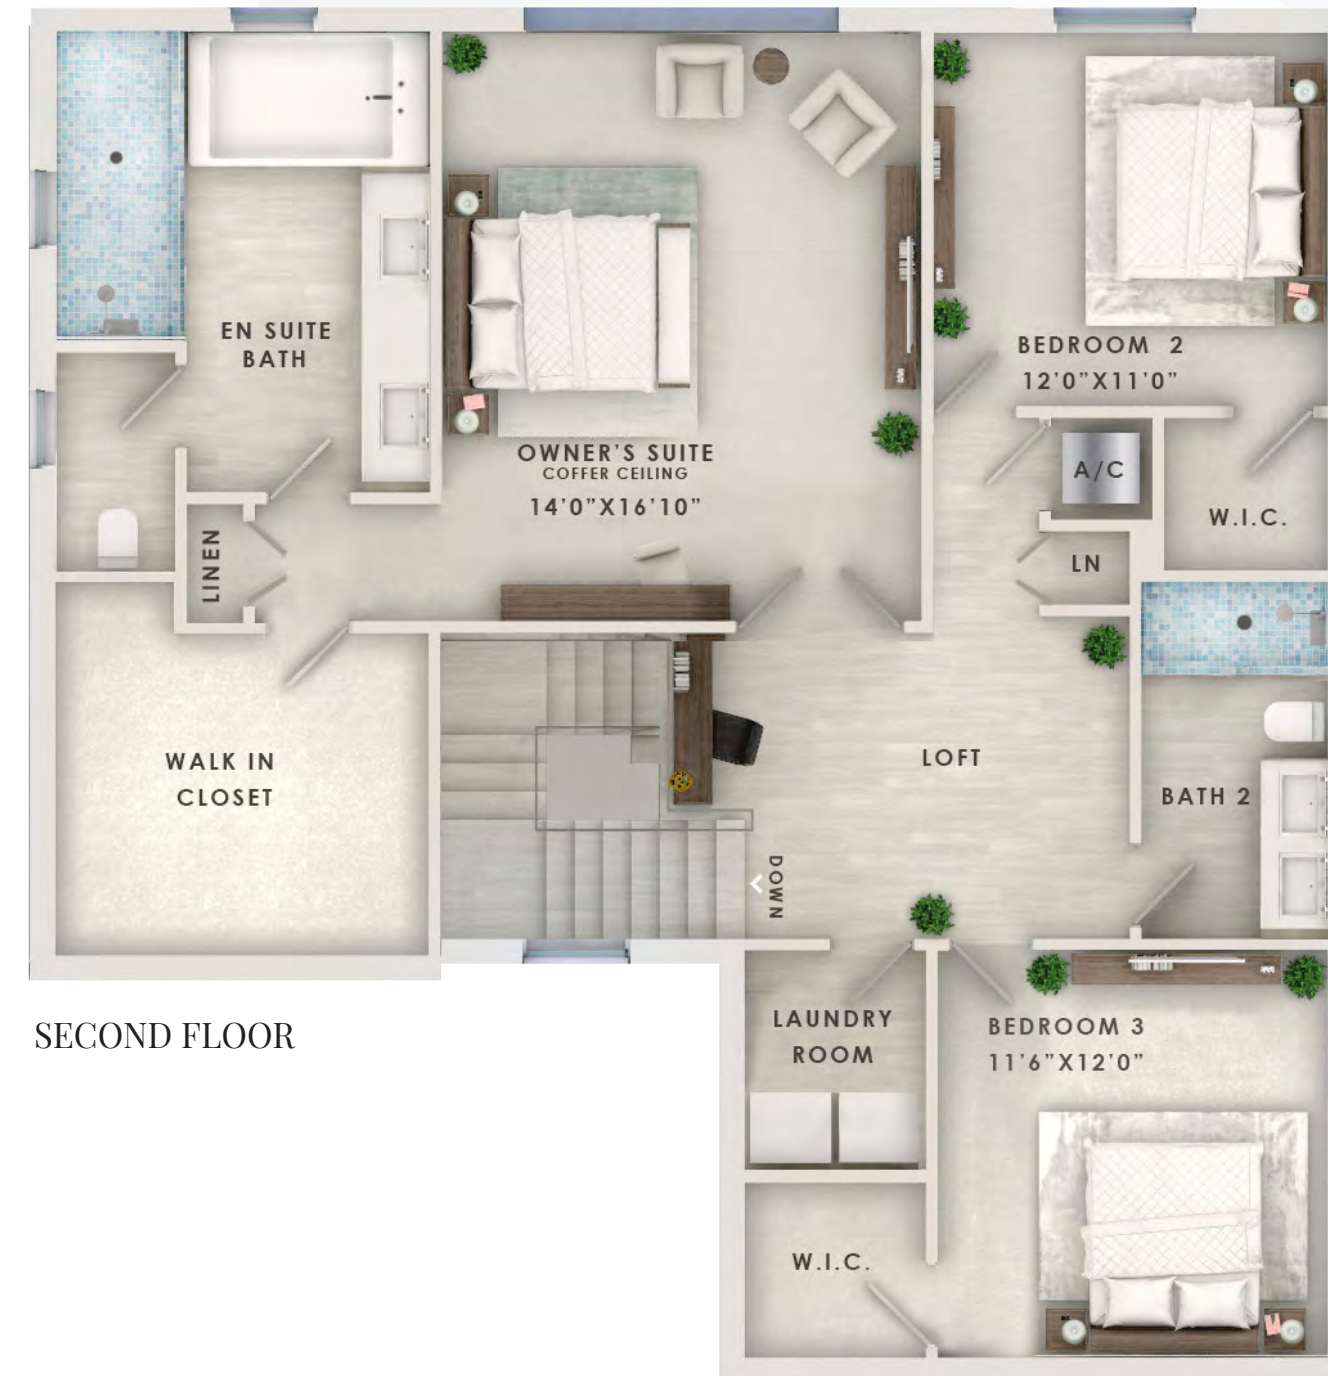 EN SUITE
BATH
BEDROOM 2
12'0"X11'0"
OWNER'S SUITE
COFFER CEILING
14'0"X16'10"
A/C
W.I.C.
LINEN
LN
WALK IN
CLOSET
LOFT
BATH 2
DOWN
SECOND FLOOR
LAUNDRY
ROOM
BEDROOM 3
11'6"X12'0"
W.I.C.